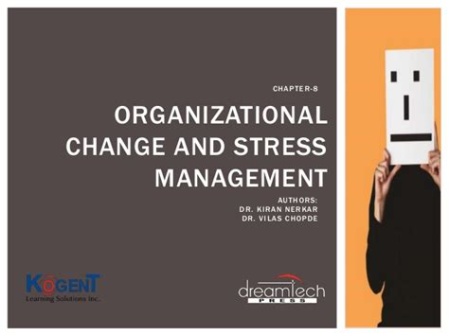 CHAPTER-8
ORGANIZATIONAL
CHANGE AND STRESS
MANAGEMENT
AUTHORS:
DR. KIRAN NERKAR
DR. VILAS CHOPDE
KOGENT
Learning Solutions Inc.
dreamtech
PRESS